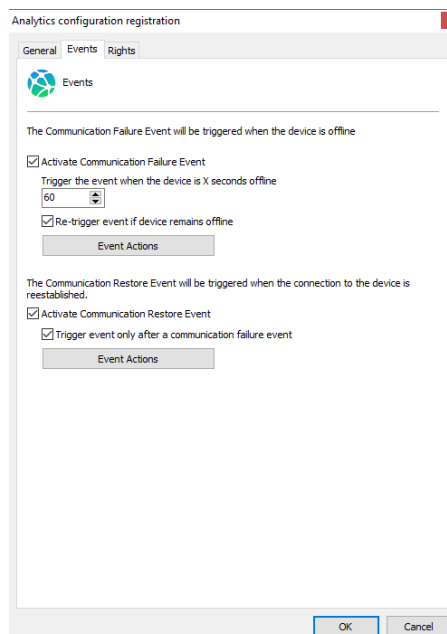 Analytics configuration registration
General Events Rights
Events
The Communication Failure Event will be triggered when the device is offline
Activate Communication Failure Event
Trigger the event when the device is X seconds offline
60
Re-trigger event if device remains offline
Event Actions
The Communication Restore Event will be triggered when the connection to the device is
reestablished.
Activate Communication Restore Event
Trigger event only after a communication failure event
Event Actions
OK Cancel